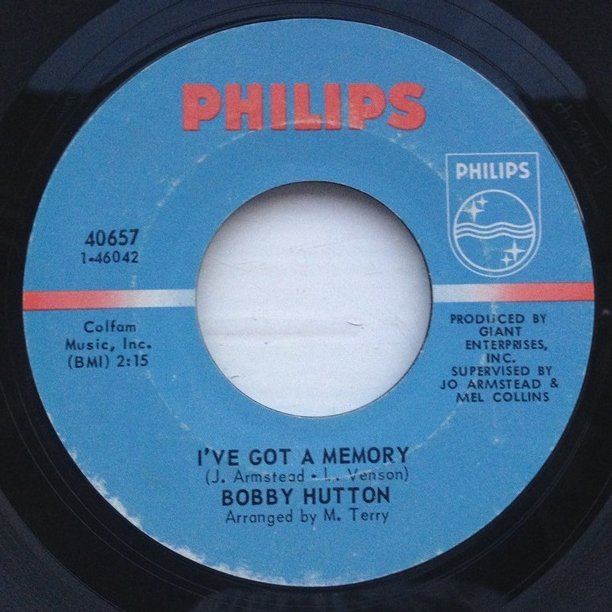 PHILIPS
PHILIPS
40657
1-46042
Colfam
Music, Inc.
(BMI) 2:15
PRODUCED BY
GIANT
ENTERPRISES,
INC.
SUPERVISED BY
JO ARMSTEAD &
MEL COLLINS
I'VE GOT A MEMORY
(J. Armstead - L. Venson)
BOBBY HUTTON
Arranged by M. Terry